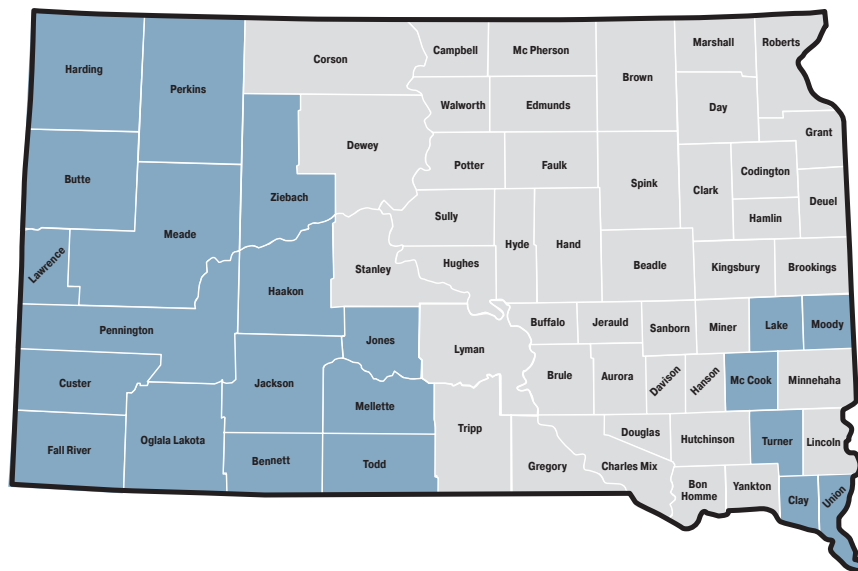 Harding
Perkins
Corson
Campbell
Mc Pherson
Brown
Marshall
Roberts
Walworth
Edmunds
Day
Grant
Butte
Ziebach
Dewey
Potter
Faulk
Spink
Clark
Codington
Deuel
Hamlin
Meade
Sully
Hyde
Hand
Lawrence
Haakon
Stanley
Hughes
Beadle
Kingsbury
Brookings
Pennington
Jones
Lyman
Buffalo
Jerauld
Sanborn
Miner
Lake
Moody
Custer
Jackson
Mellette
Brule
Aurora
Davison
Hanson
Mc Cook
Minnehaha
Fall River
Oglala Lakota
Bennett
Todd
Tripp
Gregory
Charles Mix
Douglas
Hutchinson
Turner
Lincoln
Bon
Homme
Yankton
Clay
Union